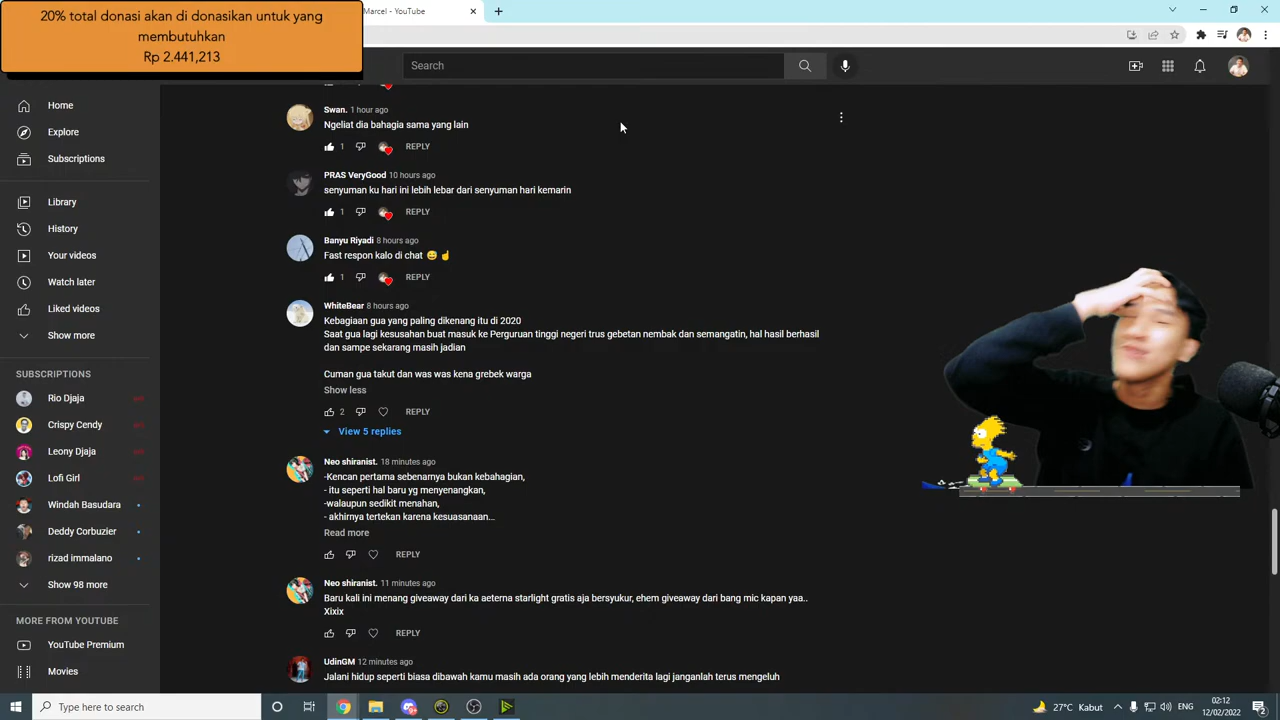 20% total donasi akan di donasikan untuk yang
membutuhkan
Rp 2.441,213
Marcel - YouTube
Search
Home
Explore
Subscriptions
Library
History
Your videos
Watch later
Liked videos
Show more
SUBSCRIPTIONS
Rio Djaja
Crispy Cendy
Leony Djaja
Lofi Girl
Windah Basudara
Deddy Corbuzier
rizad immalano
Show 98 more
MORE FROM YOUTUBE
YouTube Premium
Movies
Swan. 1 hour ago
Ngeliat dia bahagia sama yang lain
1 REPLY
PRAS VeryGood 10 hours ago
senyuman ku hari ini lebih lebar dari senyuman hari kemarin
1 REPLY
Banyu Riyadi 8 hours ago
Fast respon kalo di chat 😅 ☝
1 REPLY
WhiteBear 8 hours ago
Kebagiaan gua yang paling dikenang itu di 2020
Saat gua lagi kesusahan buat masuk ke Perguruan tinggi negeri trus gebetan nembak dan semangatin, hal hasil berhasil
dan sampe sekarang masih jadian
Cuman gua takut dan was was kena grebek warga
Show less
2 REPLY
View 5 replies
Neo shiranist. 18 minutes ago
-Kencan pertama sebenarnya bukan kebahagian,
- itu seperti hal baru yg menyenangkan,
-walaupun sedikit menahan,
- akhirnya tertekan karena kesuasanaan...
Read more
REPLY
Neo shiranist. 11 minutes ago
Baru kali ini menang giveaway dari ka aeterna starlight gratis aja bersyukur, ehem giveaway dari bang mic kapan yaa..
Xixix
REPLY
UdinGM 12 minutes ago
Jalani hidup seperti biasa dibawah kamu masih ada orang yang lebih menderita lagi janganlah terus mengeluh
Type here to search
27°C Kabut
ENG
02:12
12/02/2022
2